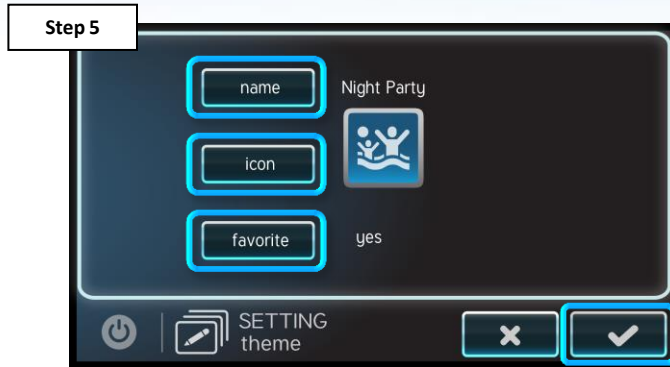 Step 5
name
Night Party
icon
favorite
yes
SETTING
theme